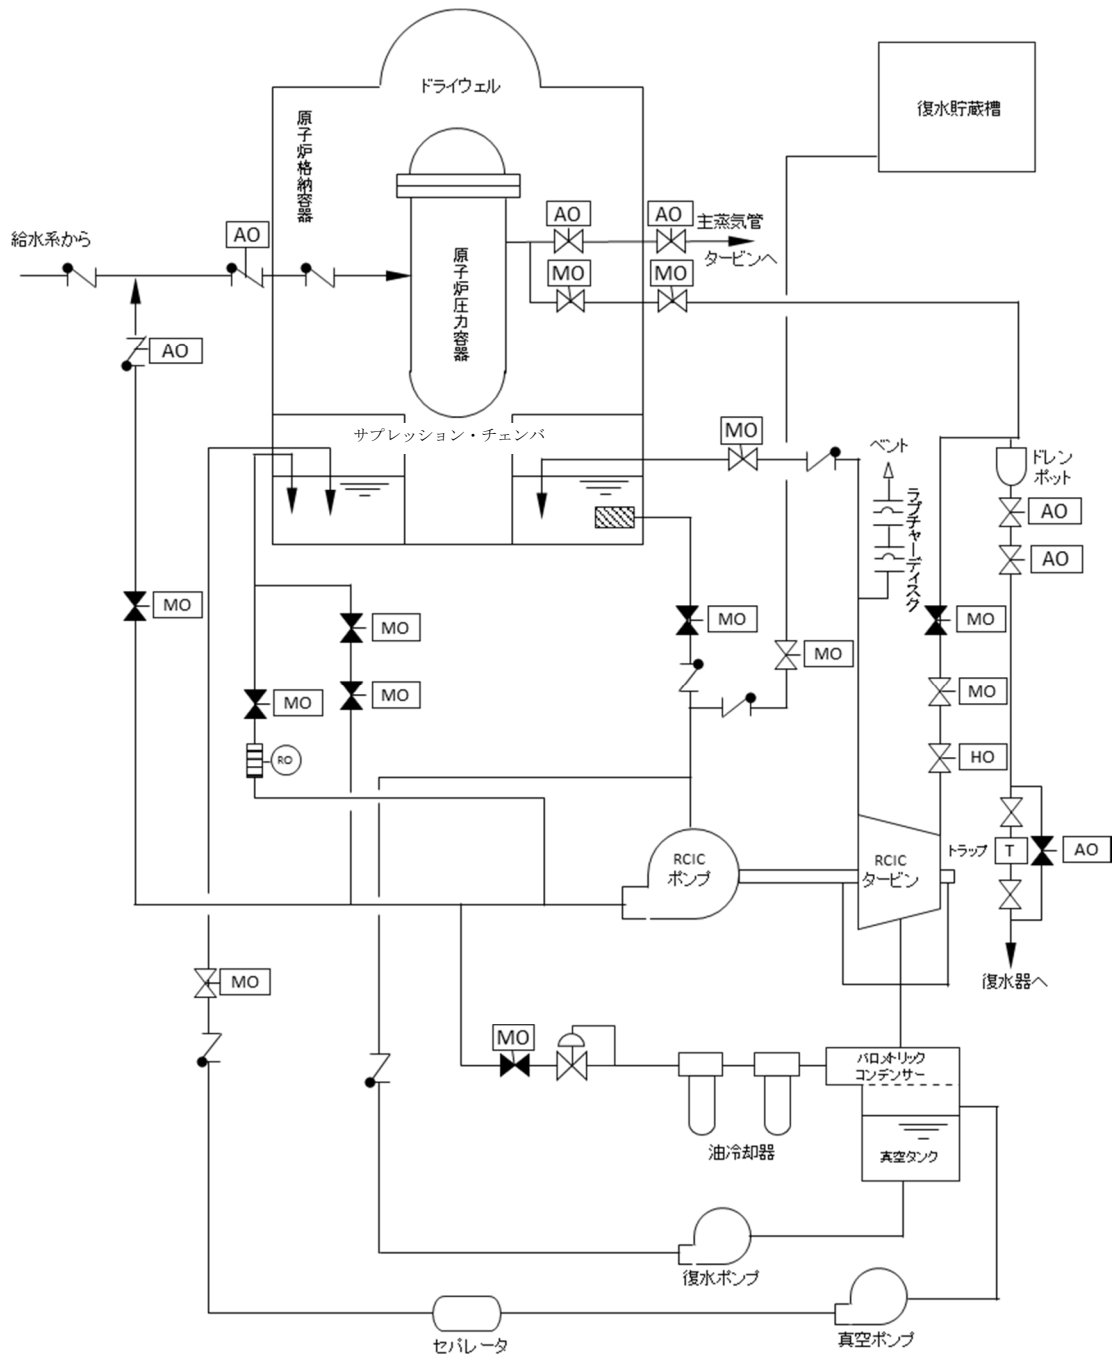 ドライウェル
復水貯蔵槽
原子炉格納容器
給水系から
AO
AO
AO
主蒸気管
タービンへ
MO
MO
原子炉圧力容器
AO
サプレッション・チェンバ
MO
ベント
ドレン
ポット
ラプチャーディスク
AO
AO
MO
MO
MO
MO
MO
MO
MO
MO
RO
MO
HO
RCIC
ポンプ
RCIC
タービン
トラップ
T
AO
復水器へ
MO
MO
バロメトリック
コンデンサー
油冷却器
真空タンク
復水ポンプ
セパレータ
真空ポンプ